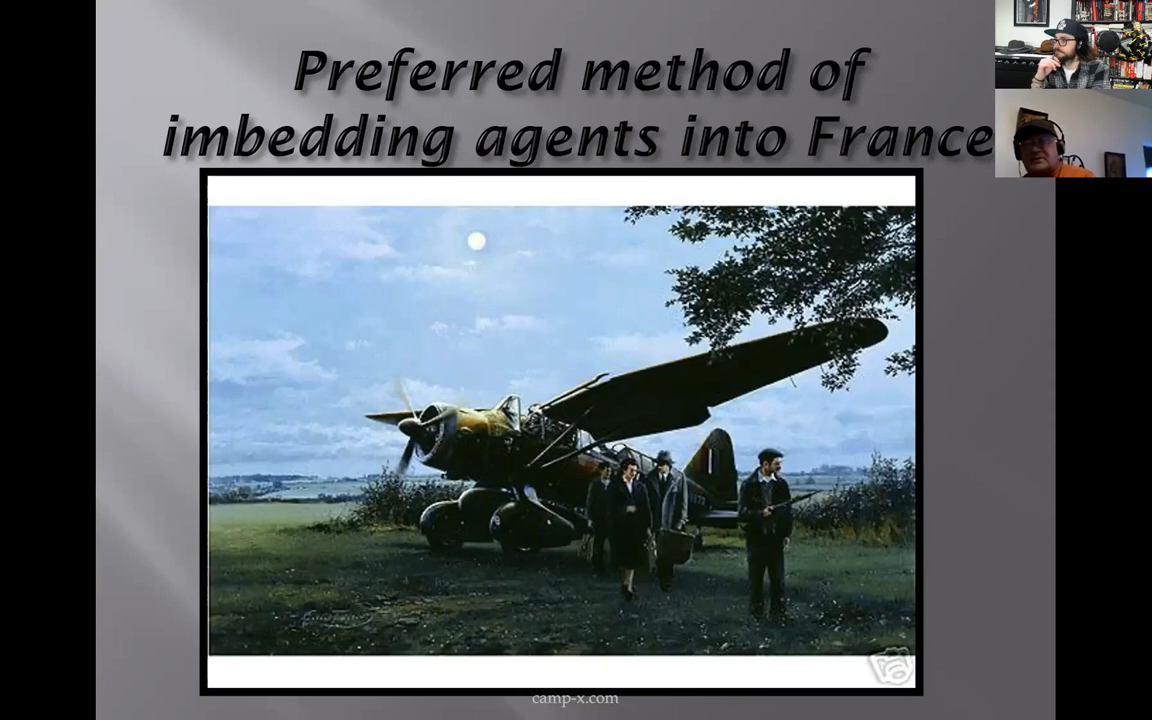 Preferred method of
imbedding agents into France
camp-x.com